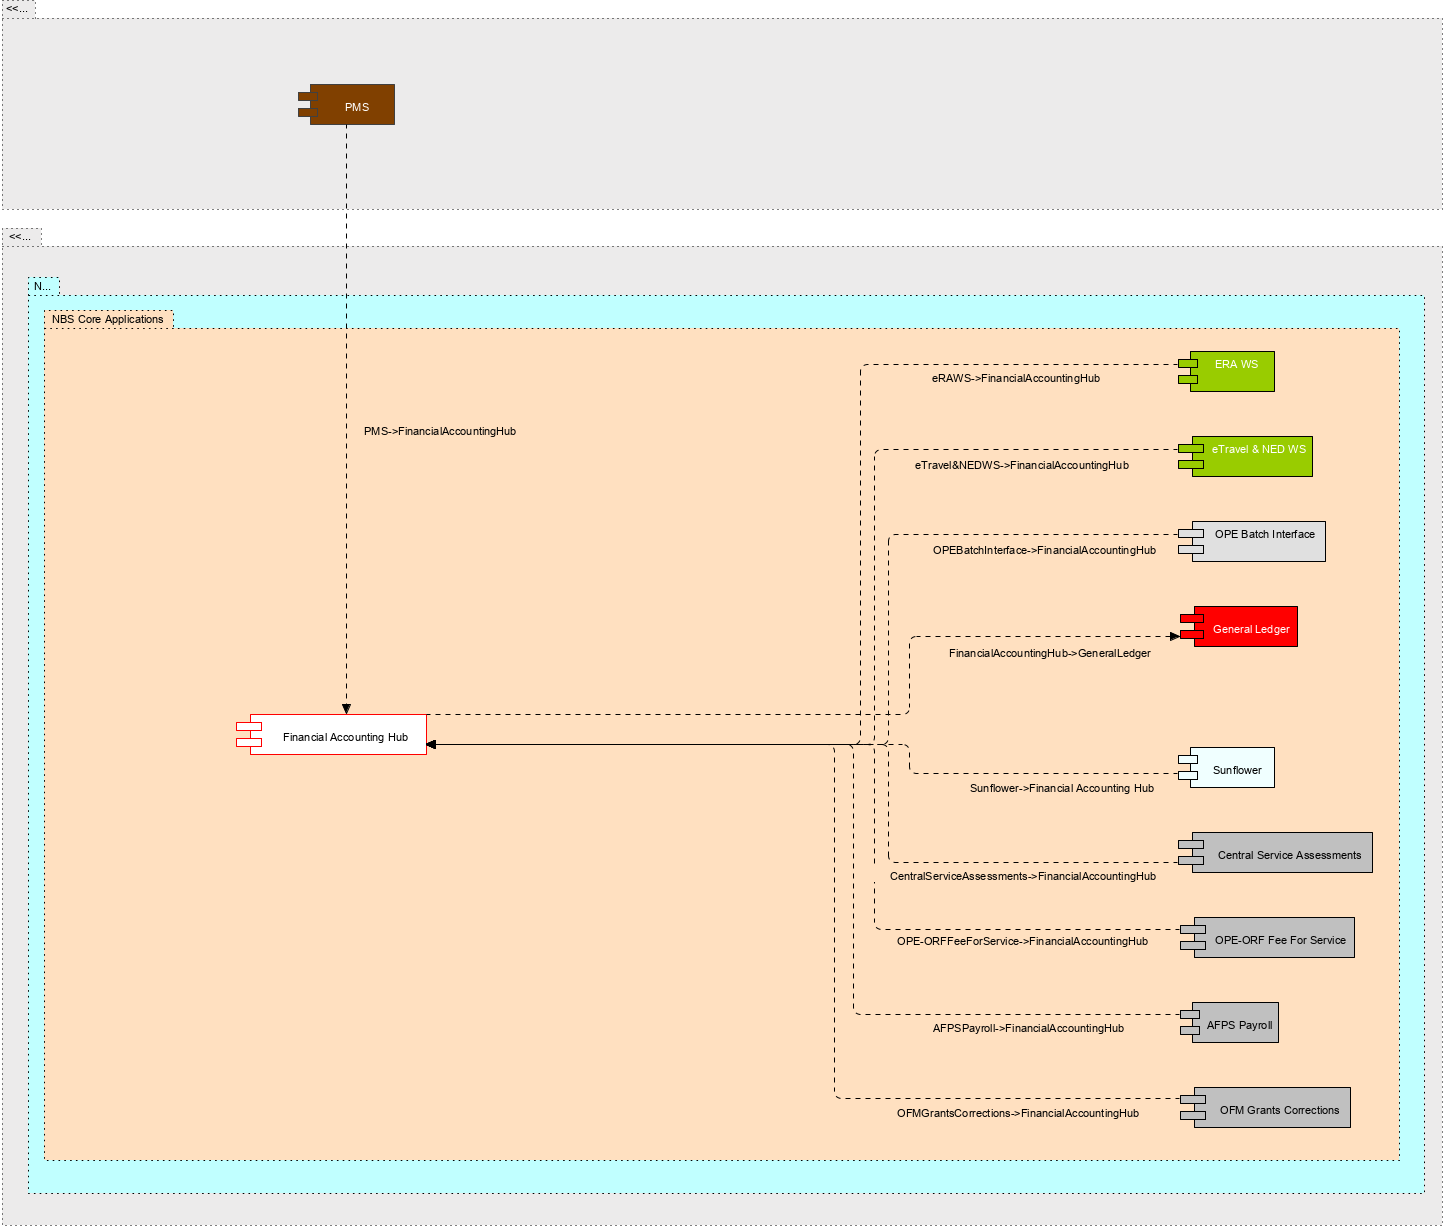 <<...
PMS
<<...
N...
NBS Core Applications
ERA WS
eRAWS->FinancialAccountingHub
PMS->FinancialAccountingHub
eTravel & NED WS
eTravel&NEDWS->FinancialAccountingHub
OPE Batch Interface
OPEBatchInterface->FinancialAccountingHub
General Ledger
FinancialAccountingHub->GeneralLedger
Financial Accounting Hub
Sunflower
Sunflower->Financial Accounting Hub
Central Service Assessments
CentralServiceAssessments->FinancialAccountingHub
OPE-ORF Fee For Service
OPE-ORFFeeForService->FinancialAccountingHub
AFPS Payroll
AFPSPayroll->FinancialAccountingHub
OFM Grants Corrections
OFMGrantsCorrections->FinancialAccountingHub